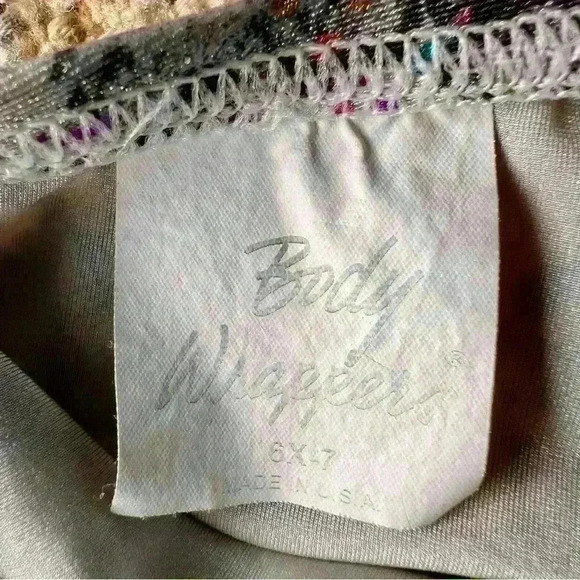 Body
Wrappers®
6X-7
MADE IN U.S.A.